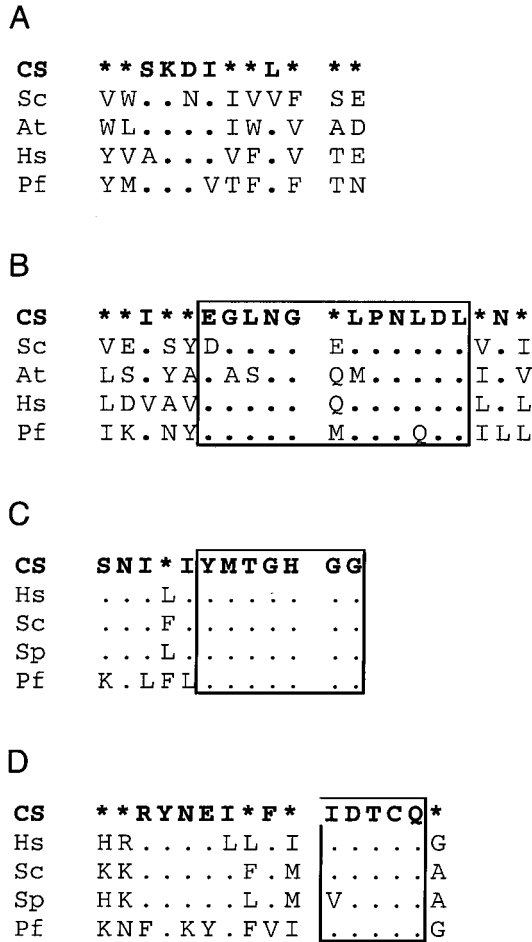 A
CS **SKDI**L* **
Sc VW..N.IVVF SE
At WL....IW.V AD
Hs YVA...VF.V TE
Pf YM...VTF.F TN
B
CS **I**EGLNG *LPNLDL*N*
Sc VE.SYD.... E......V.I
At LS.YA.AS.. QM.....I.V
Hs LDVAV..... Q......L.L
Pf IK.NY..... M...Q..ILL
C
CS SNI*IYMTGH GG
Hs ...L...... ..
Sc ...F...... ..
Sp ...L...... ..
Pf K.LFL..... ..
D
CS **RYNEI*F* IDTCQ*
Hs HR....LL.I .....G
Sc KK.....F.M .....A
Sp HK.....L.M V....A
Pf KNF.KY.FVI .....G